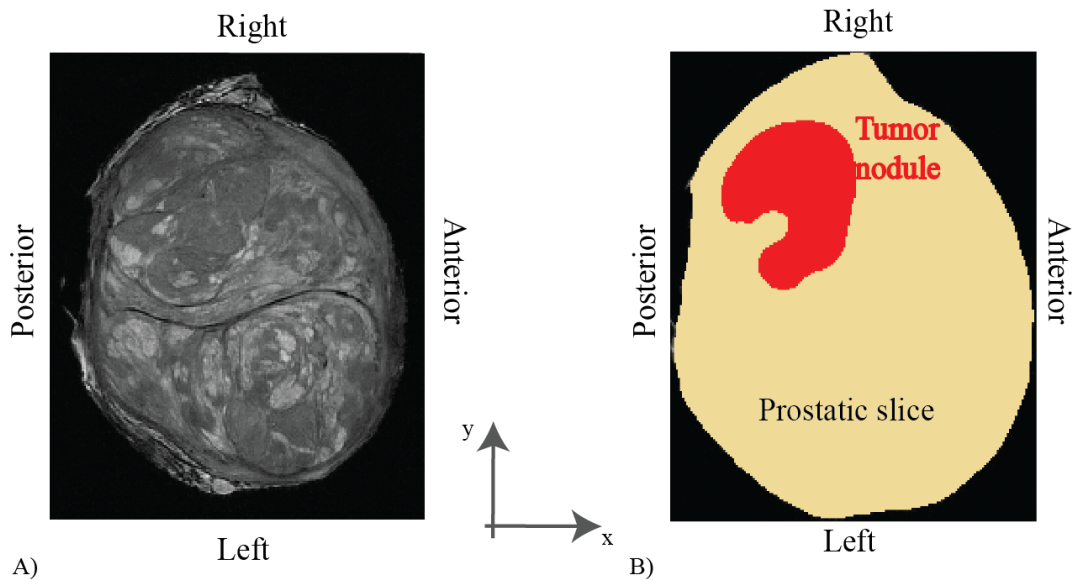 Right
Posterior
Anterior
Left
A)
y
x
Right
Tumor
nodule
Posterior
Anterior
Prostatic slice
Left
B)